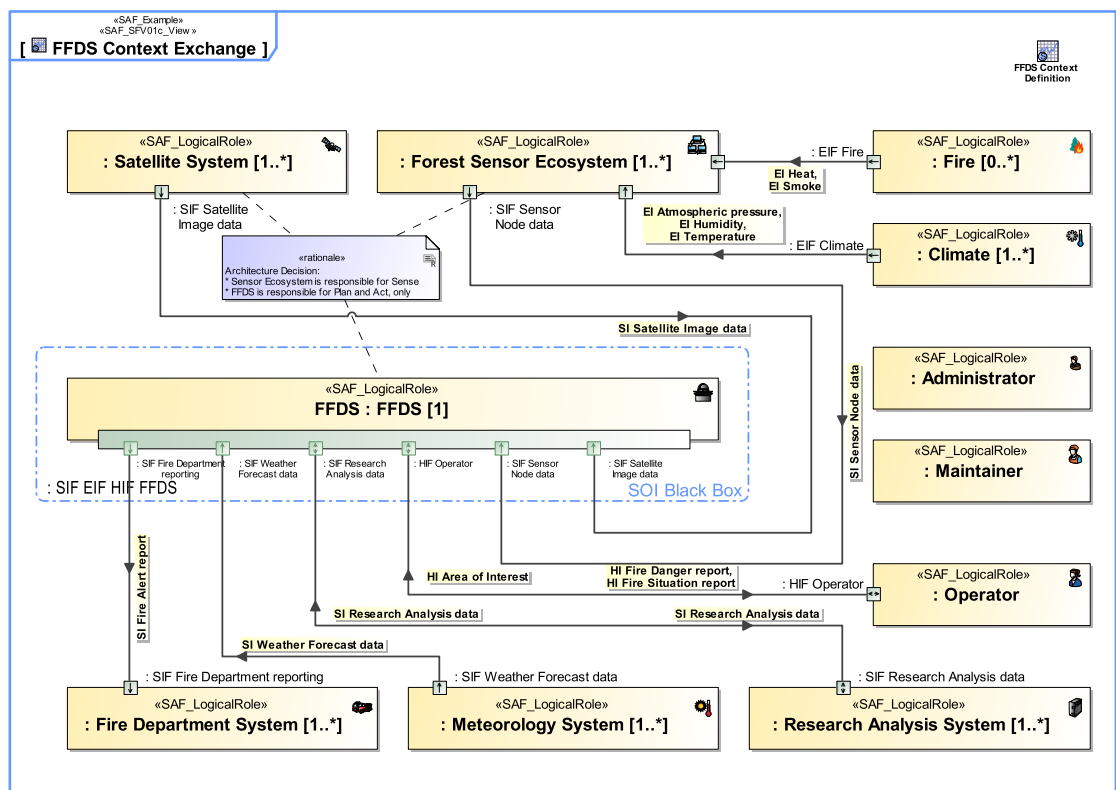 «SAF_Example»
«SAF_SFV01c_View »
[ FFDS Context Exchange ]
FFDS Context
Definition
«SAF_LogicalRole»
: Satellite System [1..*]
«SAF_LogicalRole»
: Forest Sensor Ecosystem [1..*]
: EIF Fire
EI Heat,
EI Smoke
«SAF_LogicalRole»
: Fire [0..*]
: SIF Satellite
Image data
: SIF Sensor
Node data
EI Atmospheric pressure,
EI Humidity,
EI Temperature
: EIF Climate
«SAF_LogicalRole»
: Climate [1..*]
«rationale»
Architecture Decision:
* Sensor Ecosystem is responsible for Sense
* FFDS is responsible for Plan and Act, only
SI Satellite Image data
SI Sensor Node data
«SAF_LogicalRole»
: Administrator
«SAF_LogicalRole»
FFDS : FFDS [1]
«SAF_LogicalRole»
: Maintainer
: SIF Fire Department
reporting
: SIF Weather
Forecast data
: SIF Research
Analysis data
: HIF Operator
: SIF Sensor
Node data
: SIF Satellite
Image data
: SIF EIF HIF FFDS
SOI Black Box
SI Fire Alert report
HI Area of Interest
HI Fire Danger report,
HI Fire Situation report
: HIF Operator
«SAF_LogicalRole»
: Operator
SI Research Analysis data
SI Research Analysis data
SI Weather Forecast data
: SIF Fire Department reporting
: SIF Weather Forecast data
: SIF Research Analysis data
«SAF_LogicalRole»
: Fire Department System [1..*]
«SAF_LogicalRole»
: Meteorology System [1..*]
«SAF_LogicalRole»
: Research Analysis System [1..*]